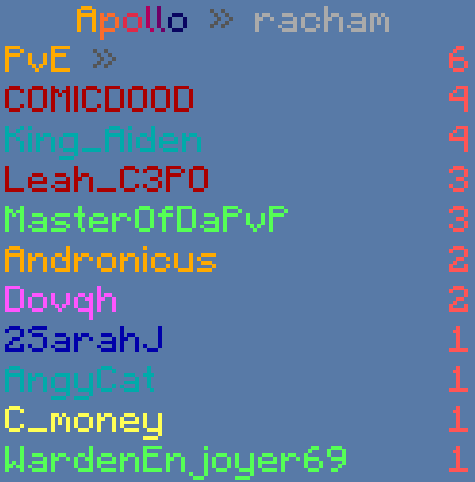 Apollo » racham
PvE » 6
COMICDOOD 4
King_Aiden 4
Leah_C3PO 3
MasterOfDaPvP 3
Andronicus 2
Dovqh 2
2SarahJ 1
AngyCat 1
C_money 1
WardenEnjoyer69 1